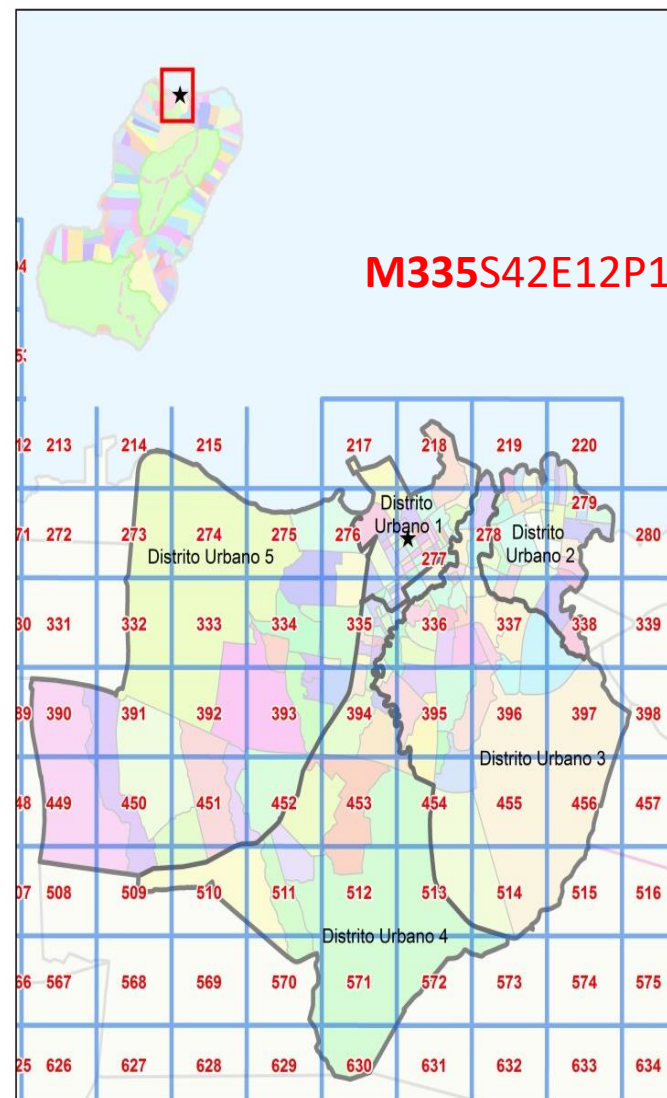 M335S42E12P1
04
53
12 213 214 215 217 218 219 220
Distrito
Urbano 1
279
71 272 273 274 275 276 278 280
Distrito
Urbano 2
Distrito Urbano 5
277
30 331 332 333 334 335 336 337 338 339
89 390 391 392 393 394 395 396 397 398
Distrito Urbano 3
48 449 450 451 452 453 454 455 456 457
07 508 509 510 511 512 513 514 515 516
Distrito Urbano 4
66 567 568 569 570 571 572 573 574 575
25 626 627 628 629 630 631 632 633 634